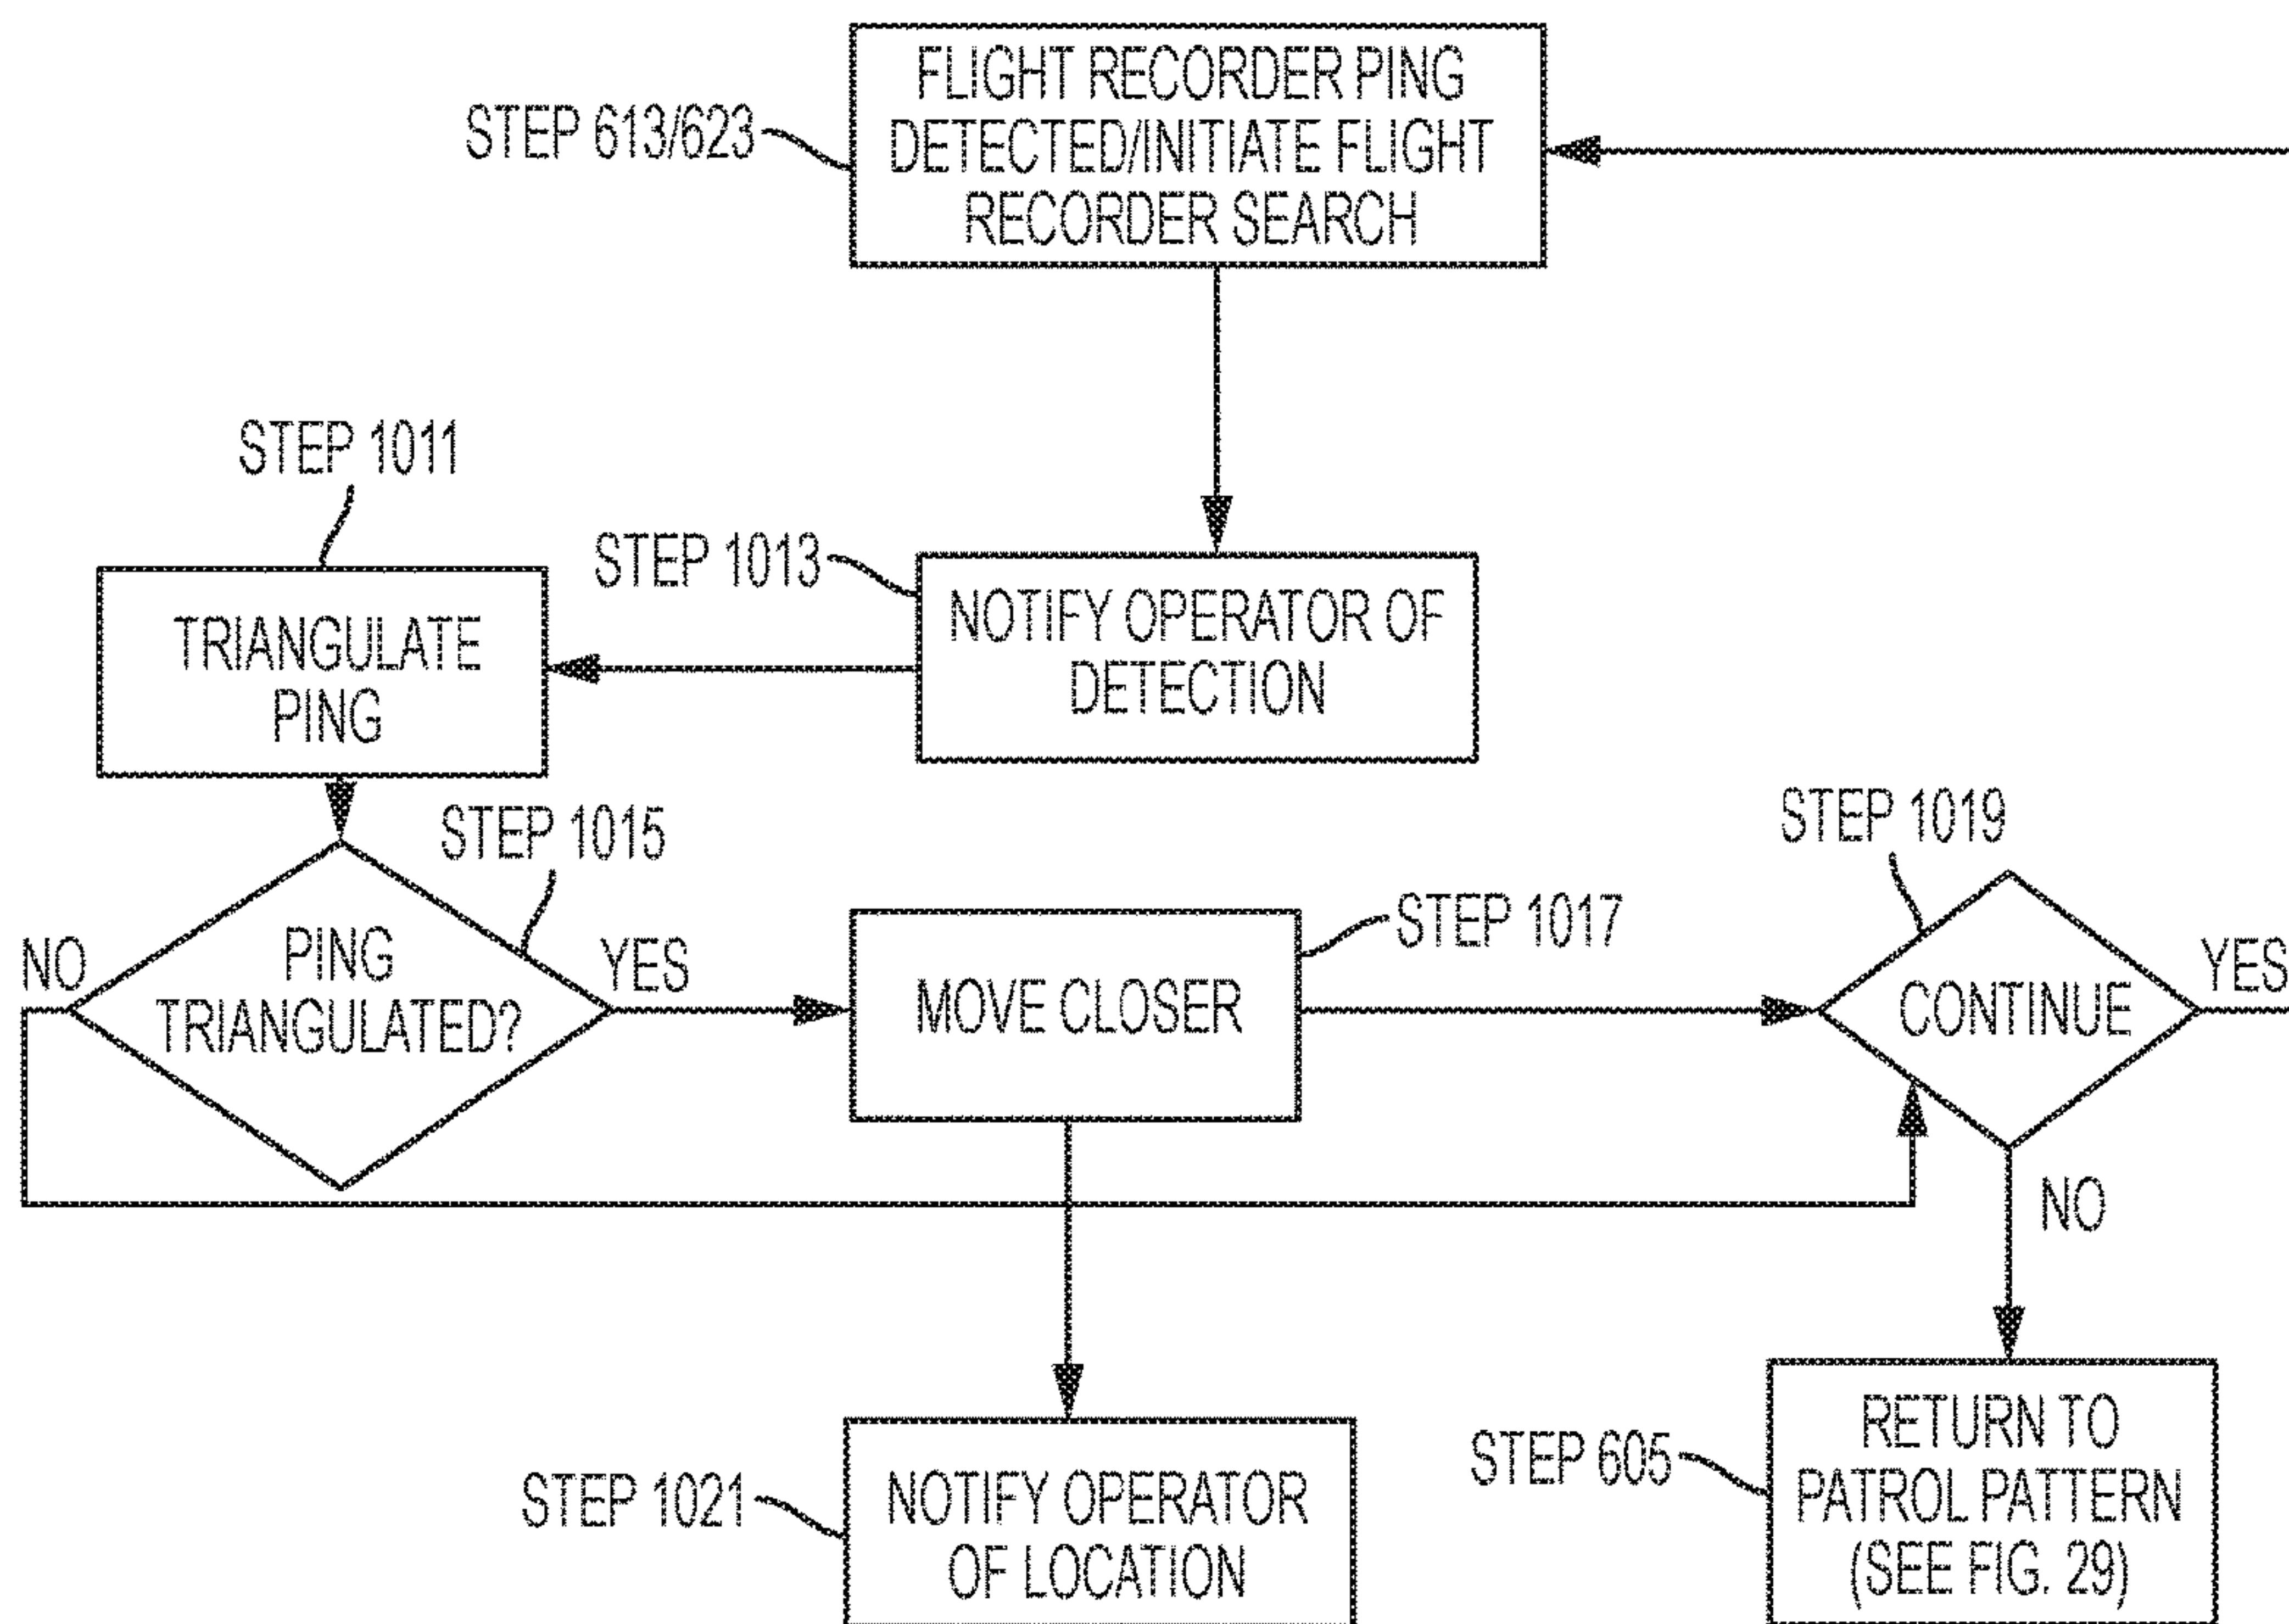 FLIGHT RECORDER PING
DETECTED/INITIATE FLIGHT
RECORDER SEARCH
STEP 613/623
STEP 1011
STEP 1013
TRIANGULATE
PING
NOTIFY OPERATOR OF
DETECTION
STEP 1015
STEP 1019
NO
PING
TRIANGULATED?
YES
MOVE CLOSER
STEP 1017
CONTINUE
YES
NO
STEP 1021
NOTIFY OPERATOR
OF LOCATION
STEP 605
RETURN TO
PATROL PATTERN
(SEE FIG. 29)